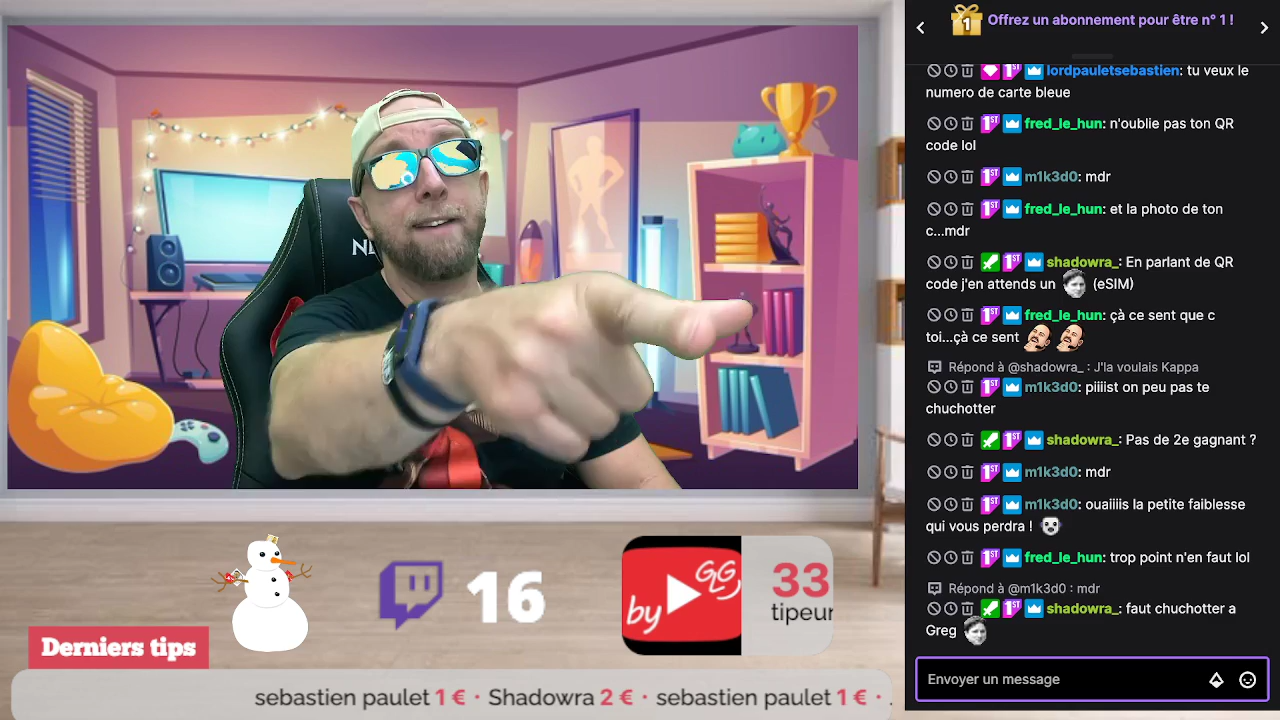 Offrez un abonnement pour être n° 1 !
1
lordpauletsebastien: tu veux le
numero de carte bleue
fred_le_hun: n'oublie pas ton QR
code lol
m1k3d0: mdr
fred_le_hun: et la photo de ton
c...mdr
shadowra_: En parlant de QR
code j'en attends un (eSIM)
fred_le_hun: çà ce sent que c
toi...çà ce sent
Répond à @shadowra_ : J'la voulais Kappa
m1k3d0: piiiist on peu pas te
chuchotter
shadowra_: Pas de 2e gagnant ?
m1k3d0: mdr
m1k3d0: ouaiiiis la petite faiblesse
qui vous perdra !
fred_le_hun: trop point n'en faut lol
Répond à @m1k3d0 : mdr
shadowra_: faut chuchotter a
Greg
Envoyer un message
16
by GLG
33
tipeur
Derniers tips
sebastien paulet 1 € · Shadowra 2 € · sebastien paulet 1 € ·